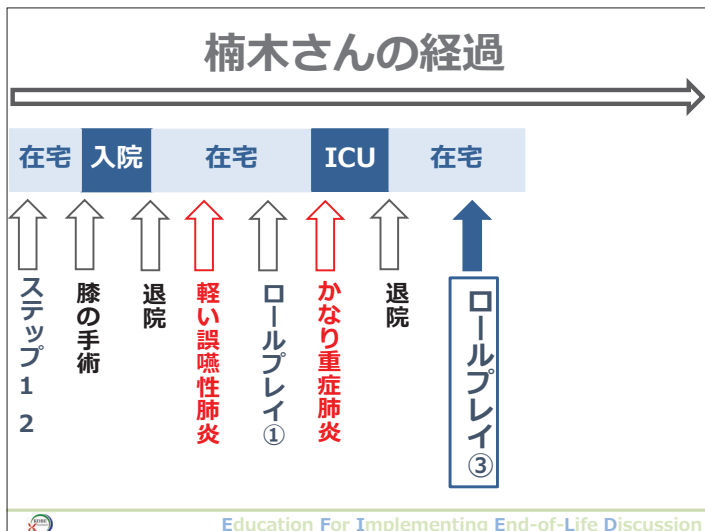 楠木さんの経過
在宅
入院
在宅
ICU
在宅
ステップ12
膝の手術
退院
軽い誤嚥性肺炎
ロールプレイ①
かなり重症肺炎
退院
ロールプレイ③
KOBE
Education For Implementing End-of-Life Discussion